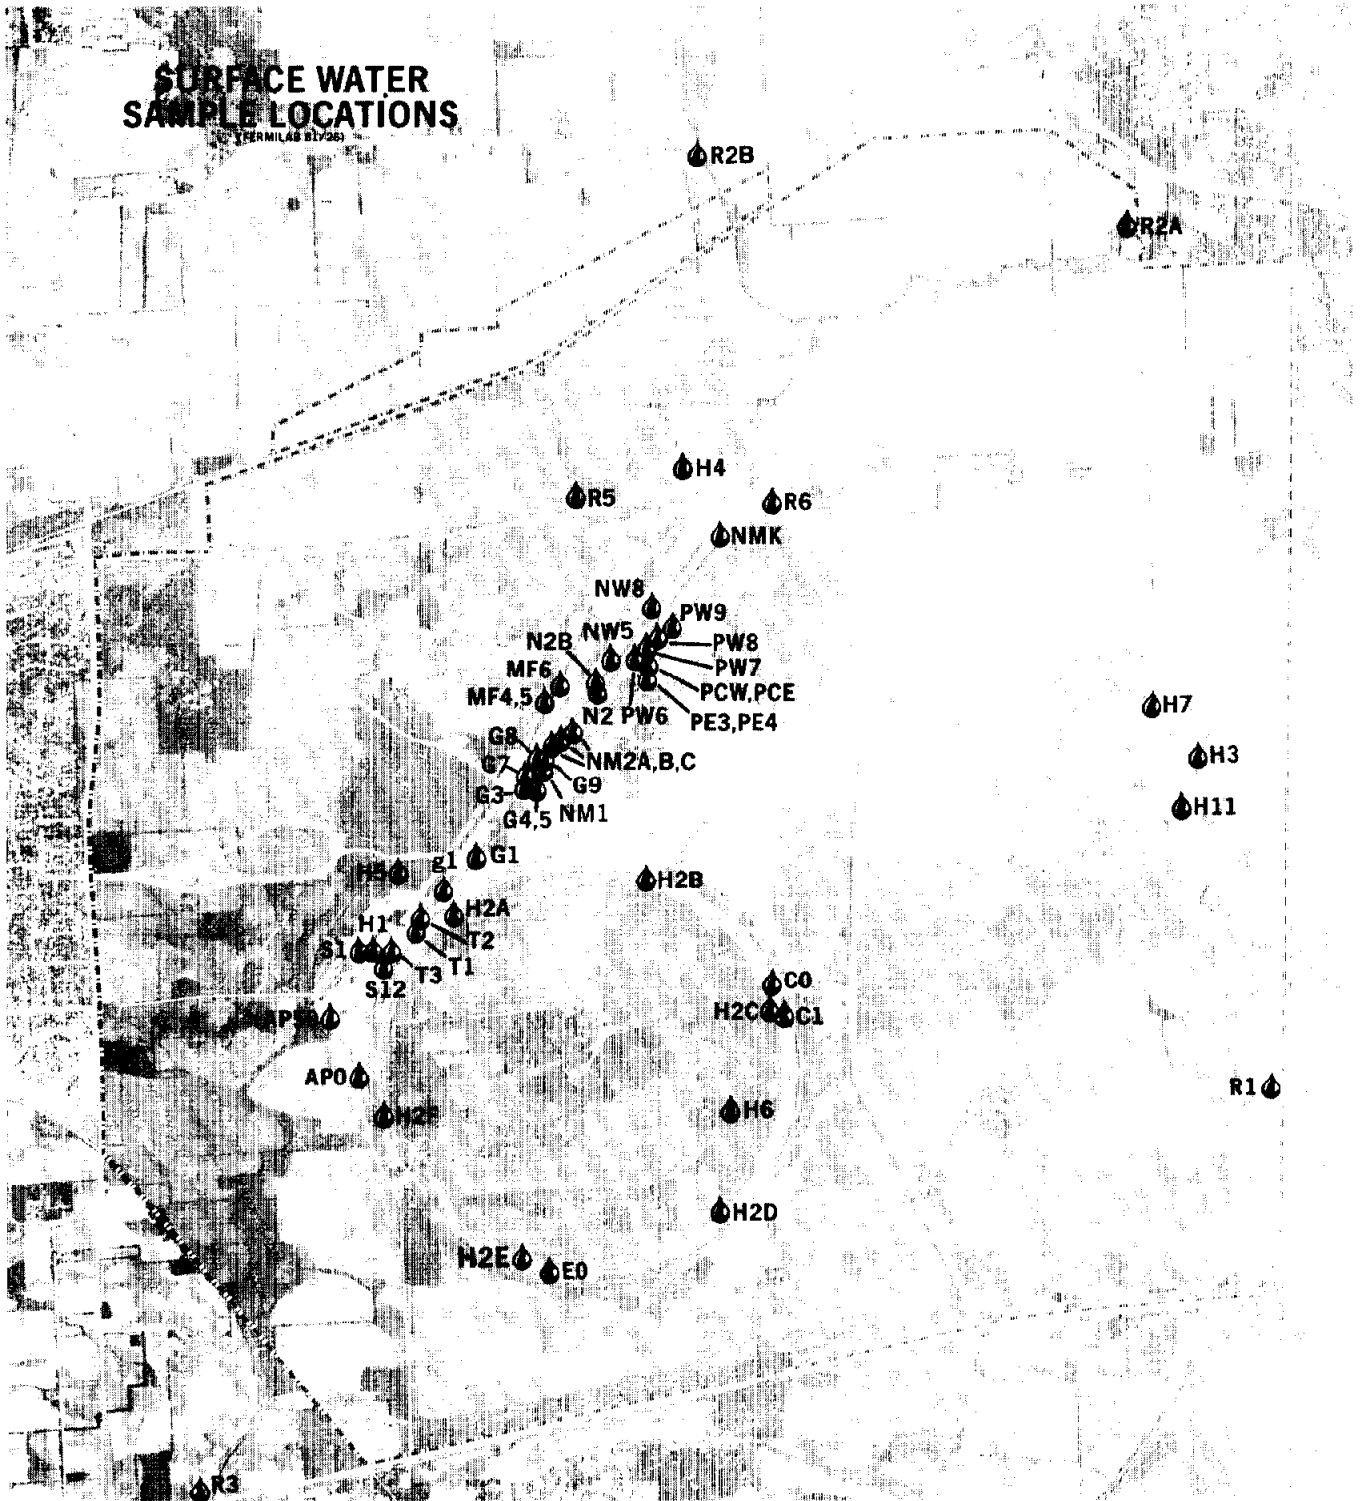 SURFACE WATER
SAMPLE LOCATIONS
R2B
R2A
H4
R5
R6
NMK
NW8
PW9
NW5
N2B
PW8
MF6
PW7
PCW,PCE
MF4,5
N2 PW6
PE3,PE4
H7
G8
H3
NM2A,B,C
G7
G9
G3
H11
G4,5
NM1
g1
G1
H5
H2B
H2A
H1
T2
S1
T1
T3
S12
C0
H2C
C1
AP0
R1
H6
H2D
H2E
E0
R3